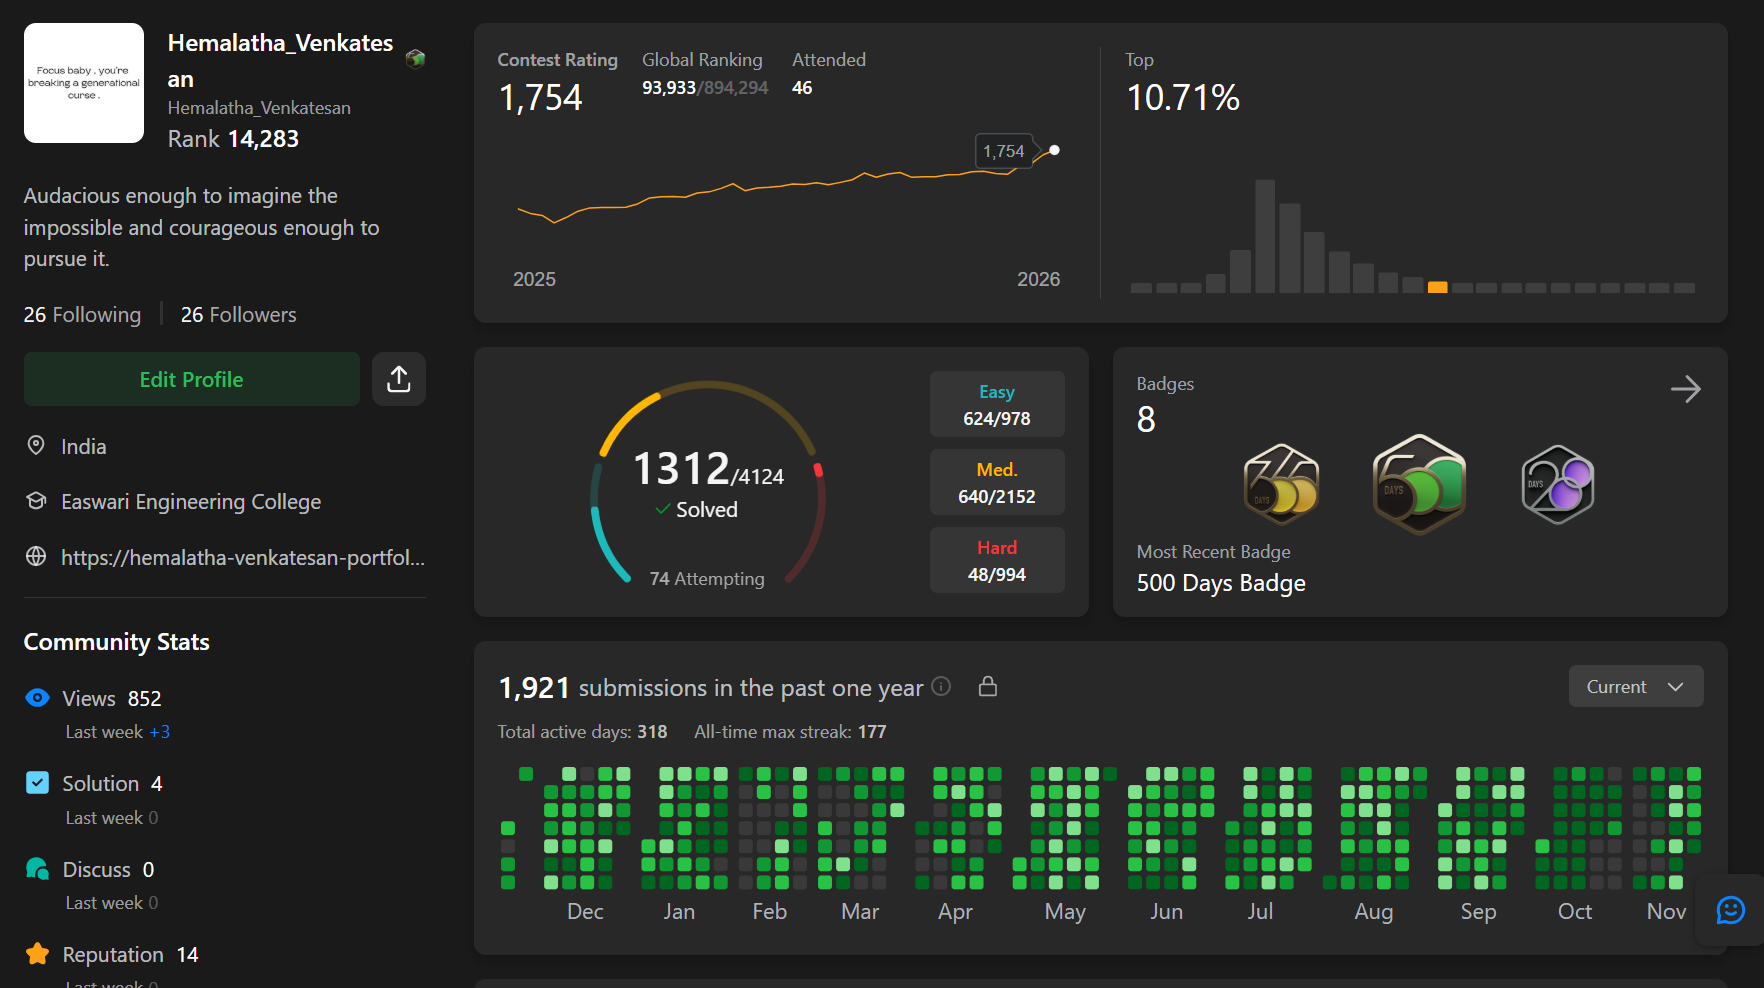 Focus baby , you're
breaking a generational
curse .
Hemalatha_Venkates
an
Hemalatha_Venkatesan
Rank 14,283
Audacious enough to imagine the
impossible and courageous enough to
pursue it.
26 Following
26 Followers
Edit Profile
India
Easwari Engineering College
https://hemalatha-venkatesan-portfol...
Community Stats
Views 852
Last week +3
Solution 4
Last week 0
Discuss 0
Last week 0
Reputation 14
Last week 0
Contest Rating
1,754
Global Ranking
93,933/894,294
Attended
46
1,754
2025
2026
Top
10.71%
1312/4124
Solved
74 Attempting
Easy
624/978
Med.
640/2152
Hard
48/994
Badges
8
DAYS
DAYS
DAYS
Most Recent Badge
500 Days Badge
1,921 submissions in the past one year
Current
Total active days: 318
All-time max streak: 177
Dec
Jan
Feb
Mar
Apr
May
Jun
Jul
Aug
Sep
Oct
Nov